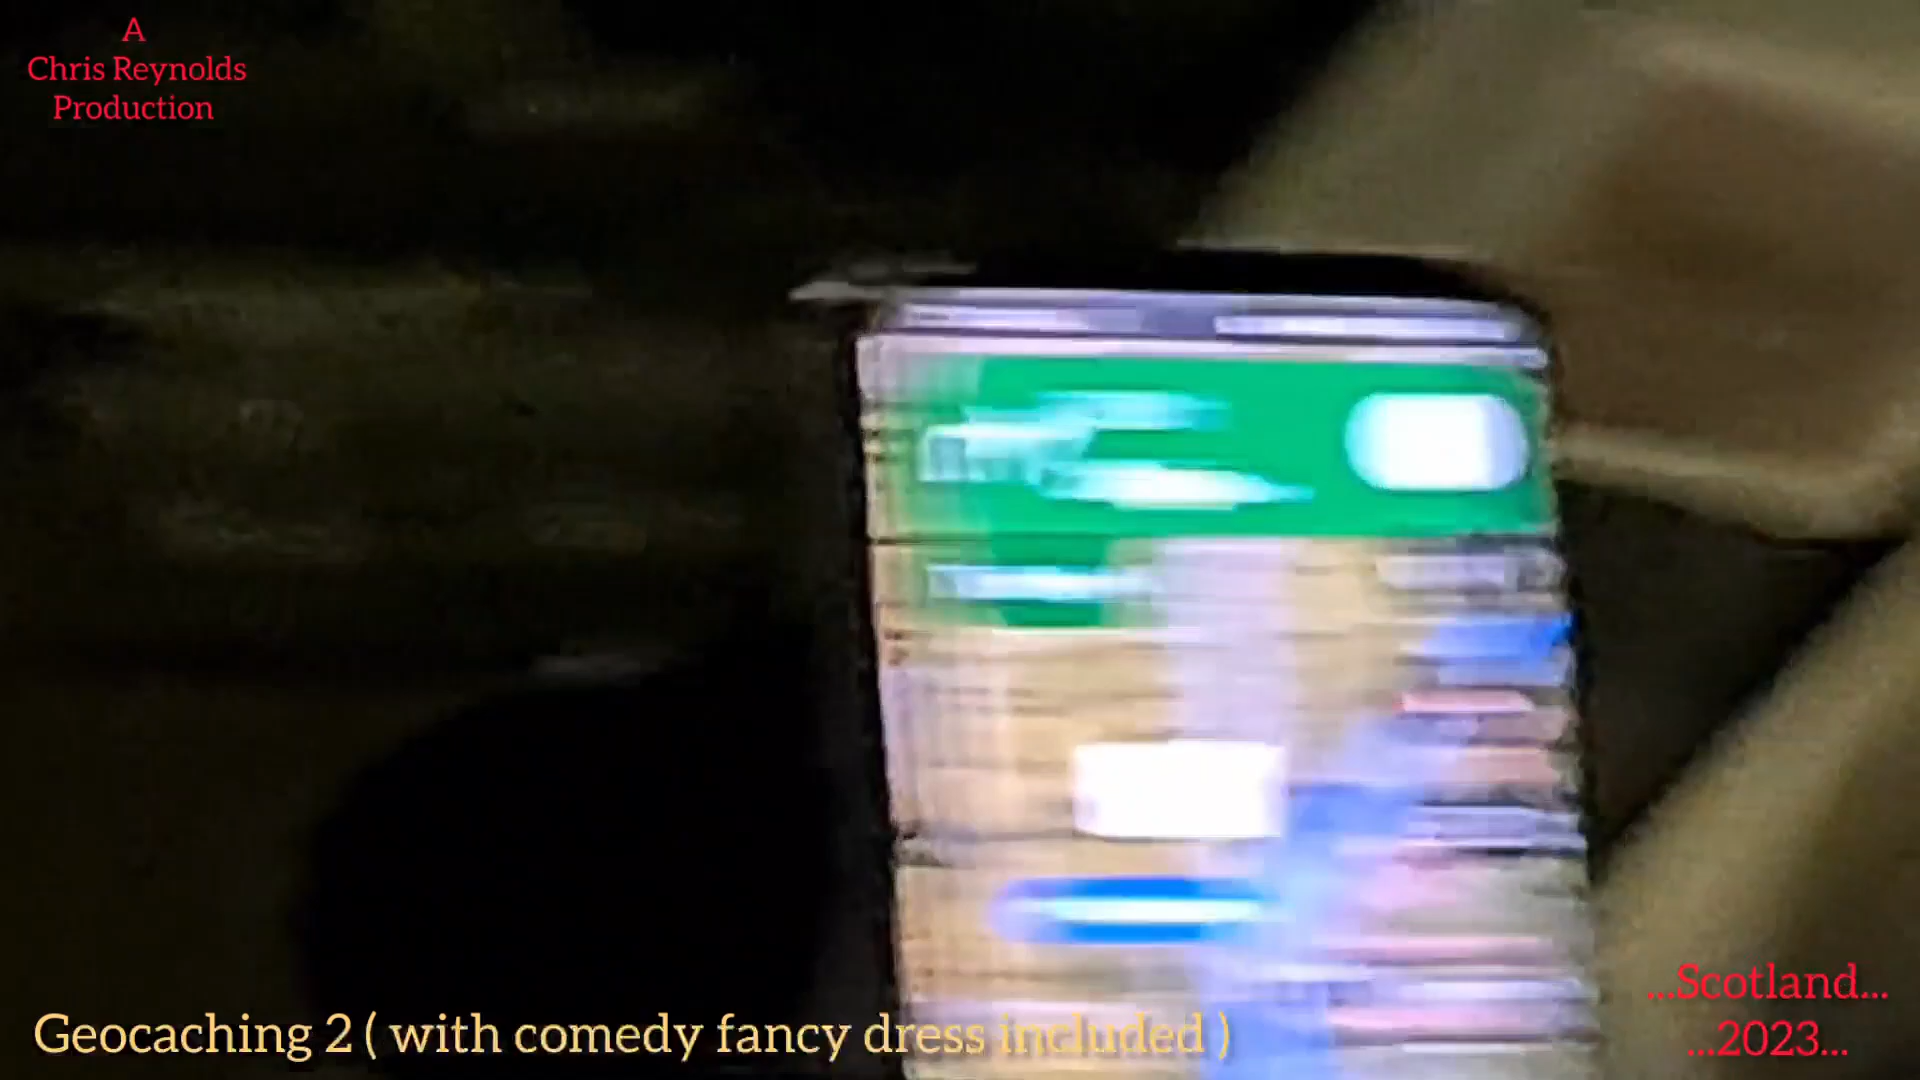 A
Chris Reynolds
Production
Geocaching 2 ( with comedy fancy dress included )
...Scotland...
...2023...